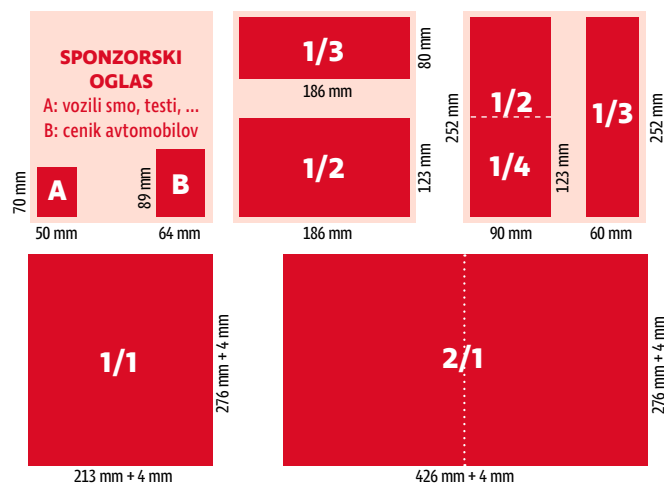 SPONZORSKI
OGLAS
A: vozili smo, testi, ...
B: cenik avtomobilov
70 mm
A
50 mm
89 mm
B
64 mm
1/3
80 mm
186 mm
1/2
123 mm
186 mm
252 mm
1/2
1/4
123 mm
90 mm
1/3
252 mm
60 mm
1/1
276 mm + 4 mm
213 mm + 4 mm
2/1
276 mm + 4 mm
426 mm + 4 mm